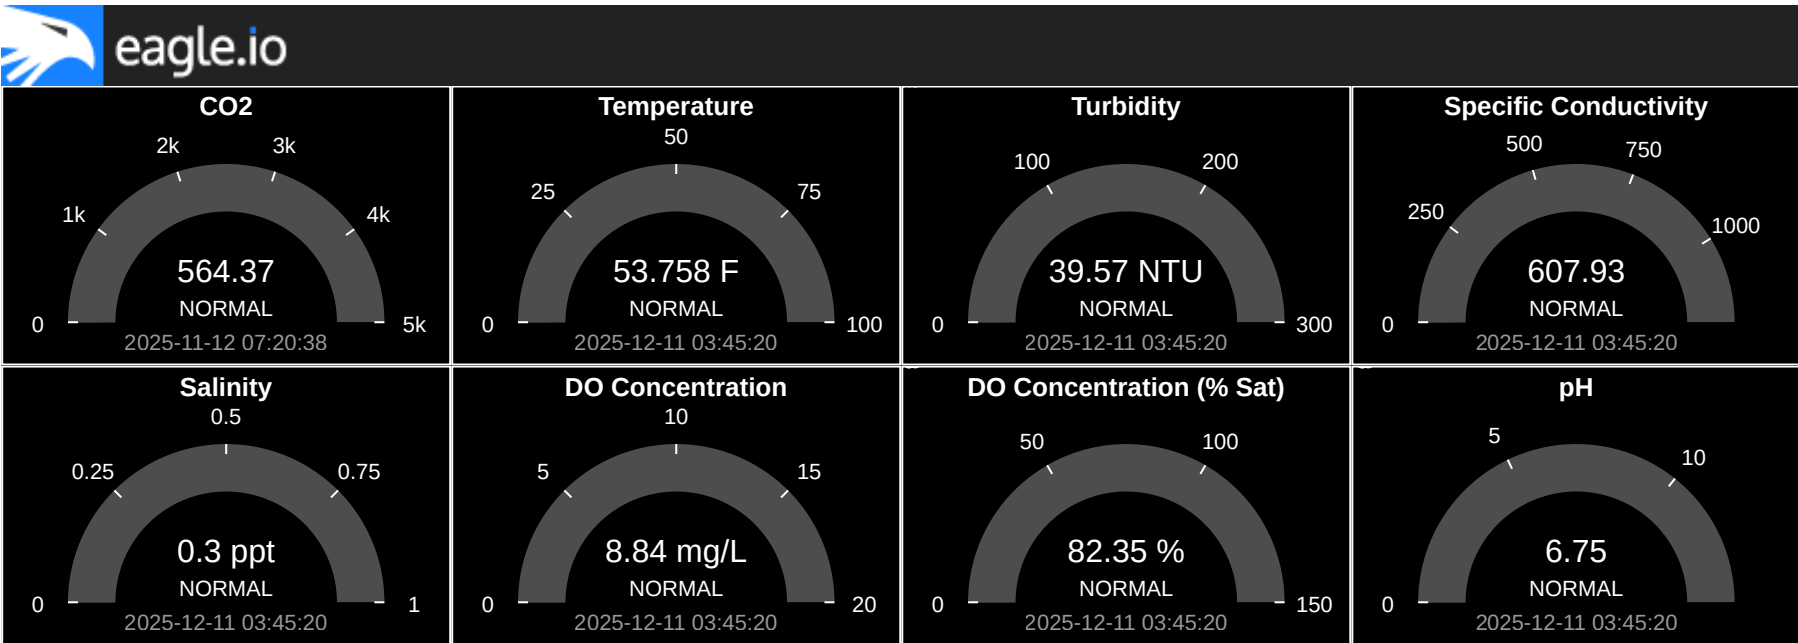 eagle.io
CO2
2k
3k
1k
4k
564.37
NORMAL
0
5k
2025-11-12 07:20:38
Temperature
50
25
75
53.758 F
NORMAL
0
100
2025-12-11 03:45:20
Turbidity
100
200
39.57 NTU
NORMAL
0
300
2025-12-11 03:45:20
Specific Conductivity
500
750
250
1000
607.93
NORMAL
0
2025-12-11 03:45:20
Salinity
0.5
0.25
0.75
0.3 ppt
NORMAL
0
1
2025-12-11 03:45:20
DO Concentration
10
5
15
8.84 mg/L
NORMAL
0
20
2025-12-11 03:45:20
DO Concentration (% Sat)
50
100
82.35 %
NORMAL
0
150
2025-12-11 03:45:20
pH
5
10
6.75
NORMAL
0
2025-12-11 03:45:20